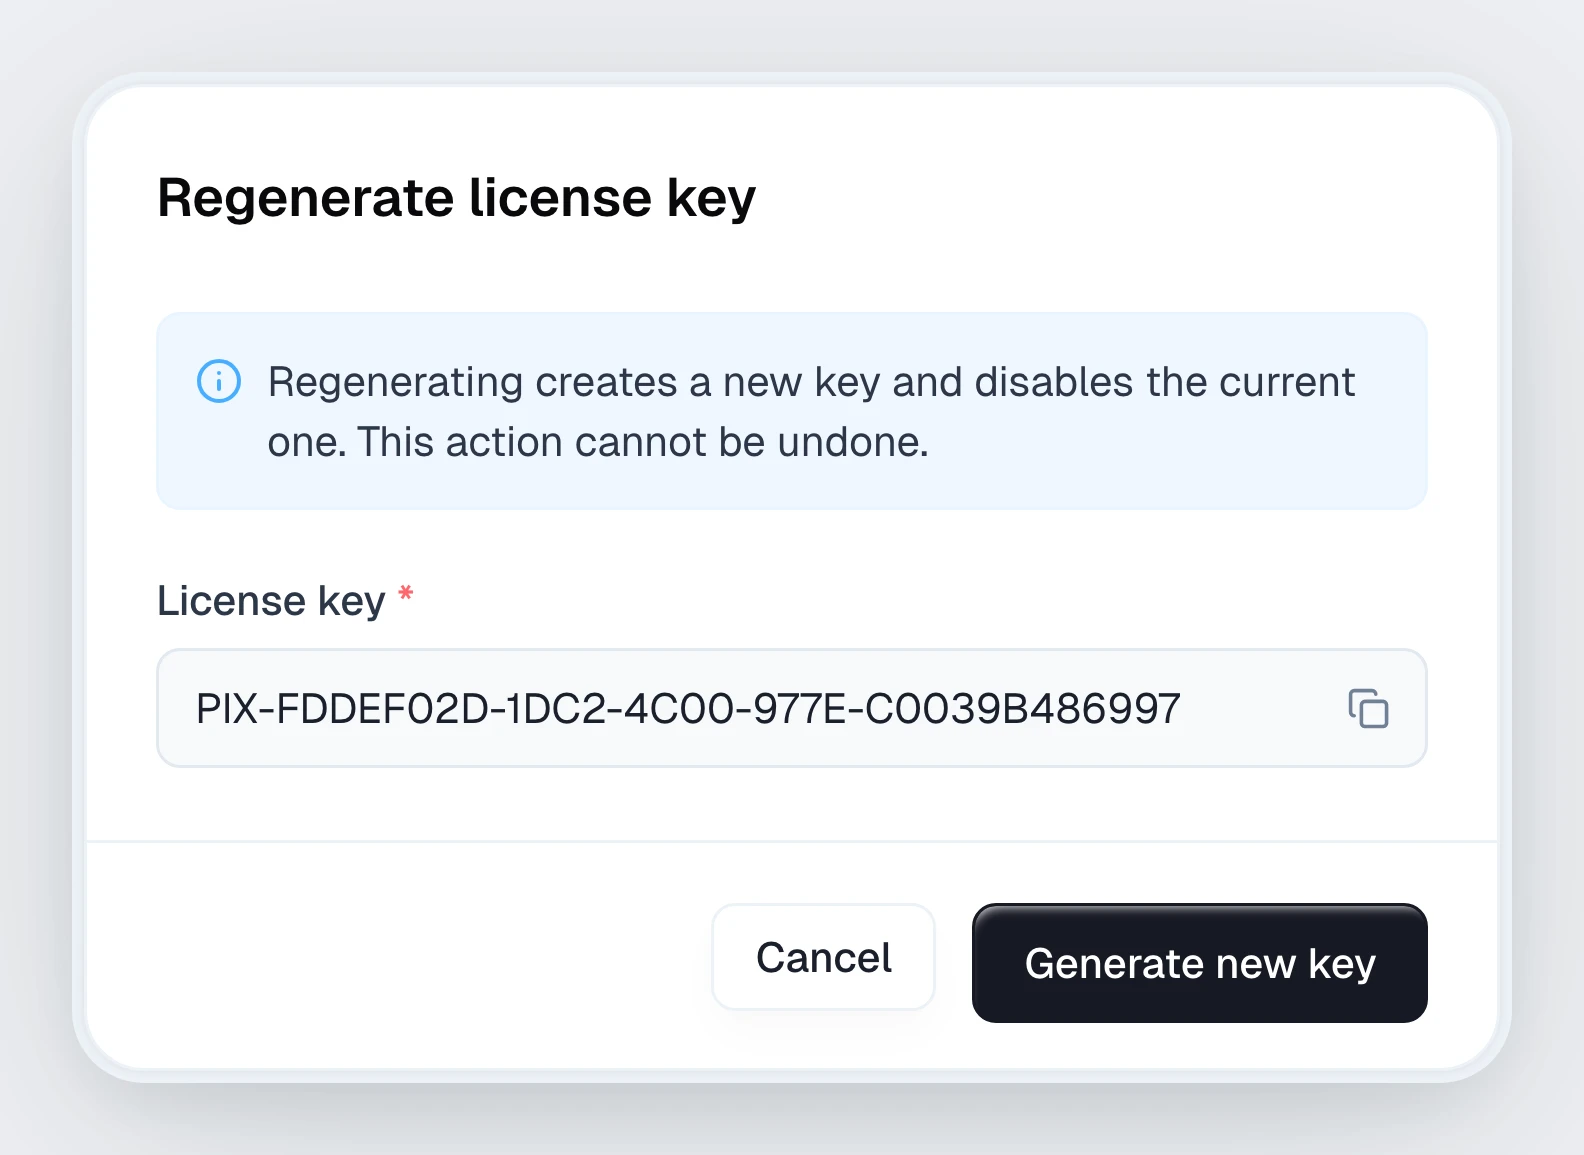 Regenerate license key
Regenerating creates a new key and disables the current
one. This action cannot be undone.
License key *
PIX-FDDEF02D-1DC2-4C00-977E-C0039B486997
Cancel
Generate new key